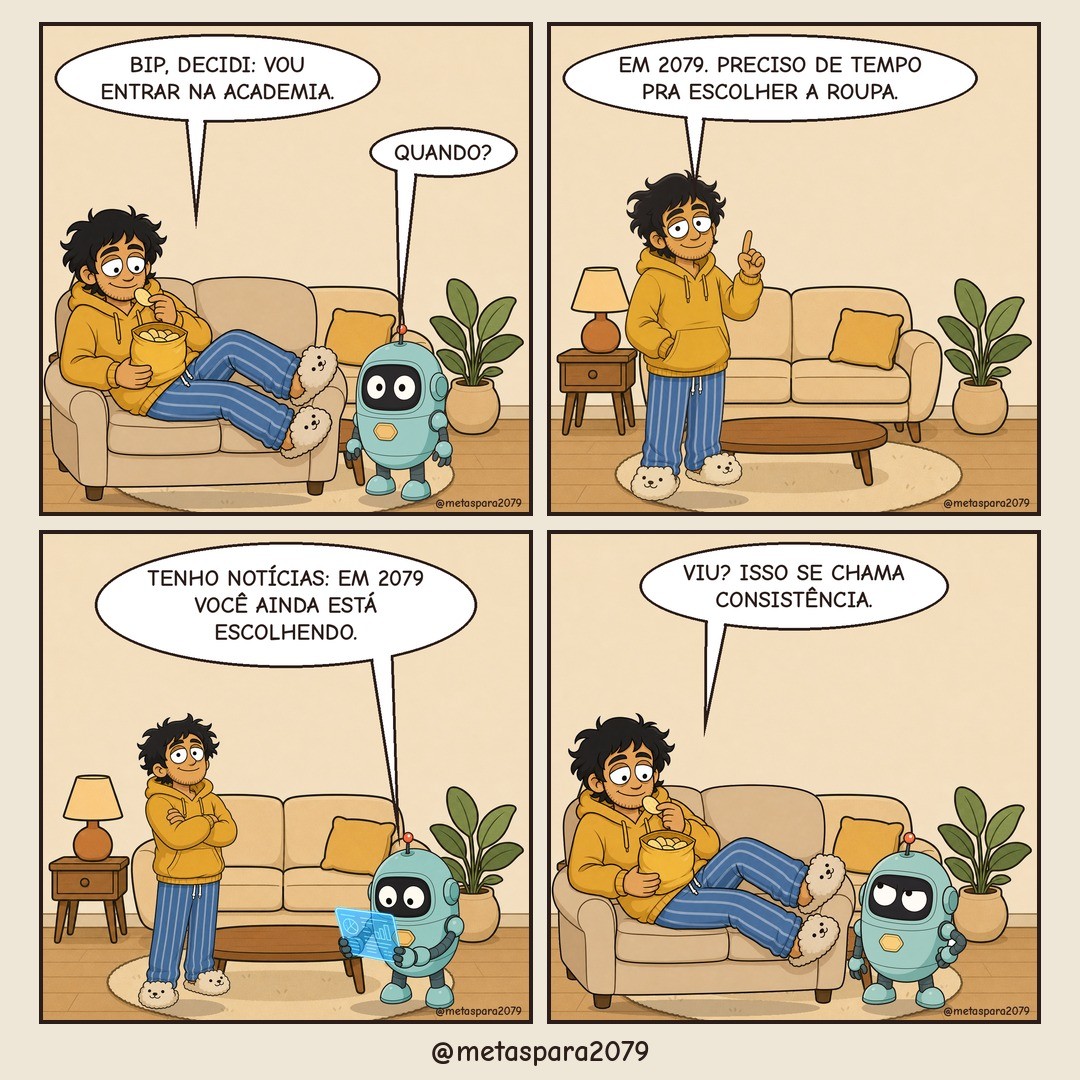 BIP, DECIDI: VOU
ENTRAR NA ACADEMIA.
QUANDO?
@metaspara2079
EM 2079. PRECISO DE TEMPO
PRA ESCOLHER A ROUPA.
@metaspara2079
TENHO NOTÍCIAS: EM 2079
VOCÊ AINDA ESTÁ
ESCOLHENDO.
@metaspara2079
VIU? ISSO SE CHAMA
CONSISTÊNCIA.
@metaspara2079
@metaspara2079